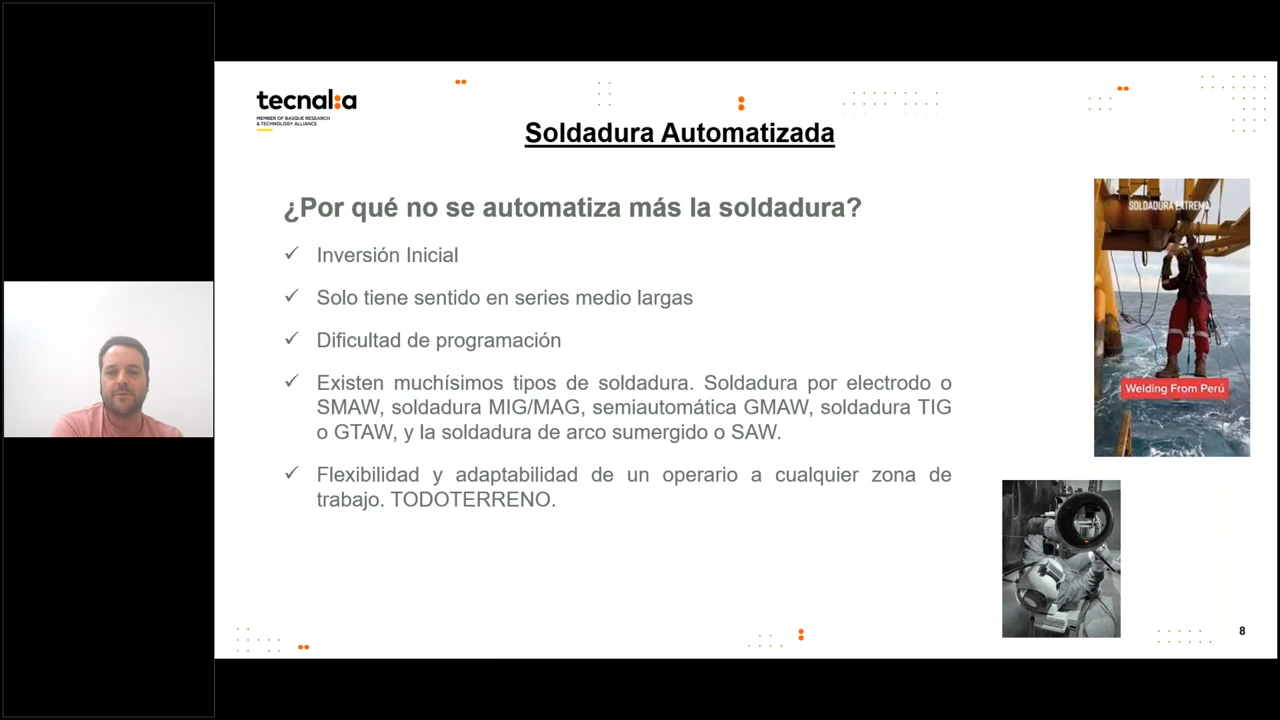 tecnalia
MEMBER OF BASQUE RESEARCH
& TECHNOLOGY ALLIANCE
Soldadura Automatizada
¿Por qué no se automatiza más la soldadura?
✓ Inversión Inicial
✓ Solo tiene sentido en series medio largas
✓ Dificultad de programación
✓ Existen muchísimos tipos de soldadura. Soldadura por electrodo o
SMAW, soldadura MIG/MAG, semiautomática GMAW, soldadura TIG
o GTAW, y la soldadura de arco sumergido o SAW.
✓ Flexibilidad y adaptabilidad de un operario a cualquier zona de
trabajo. TODOTERRENO.
SOLDADURA EXTREMA
Welding From Perú
8